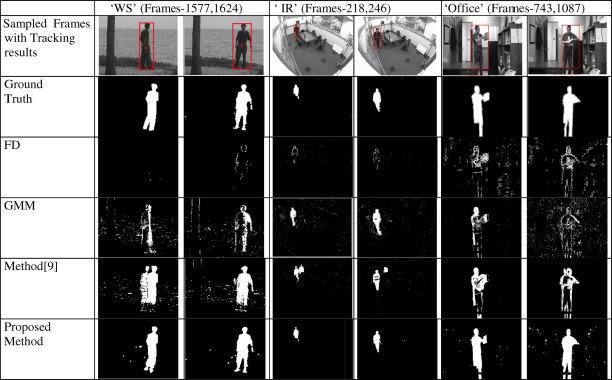 'WS' (Frames-1577,1624)
' IR' (Frames-218,246)
'Office' (Frames-743,1087)
Sampled Frames
with Tracking
results
Ground
Truth
FD
GMM
Method[9]
Proposed
Method